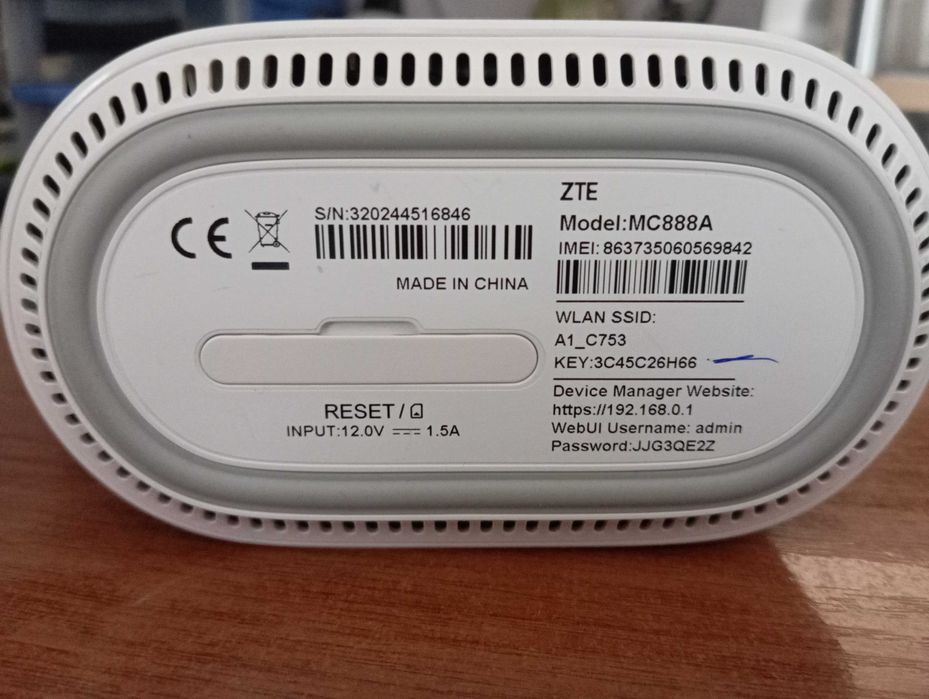 S/N:320244516846
MADE IN CHINA
RESET /
INPUT:12.0V 1.5A
ZTE
Model:MC888A
IMEI: 863735060569842
WLAN SSID:
A1_C753
KEY:3C45C26H66
Device Manager Website:
https://192.168.0.1
WebUI Username: admin
Password:JJG3QE2Z